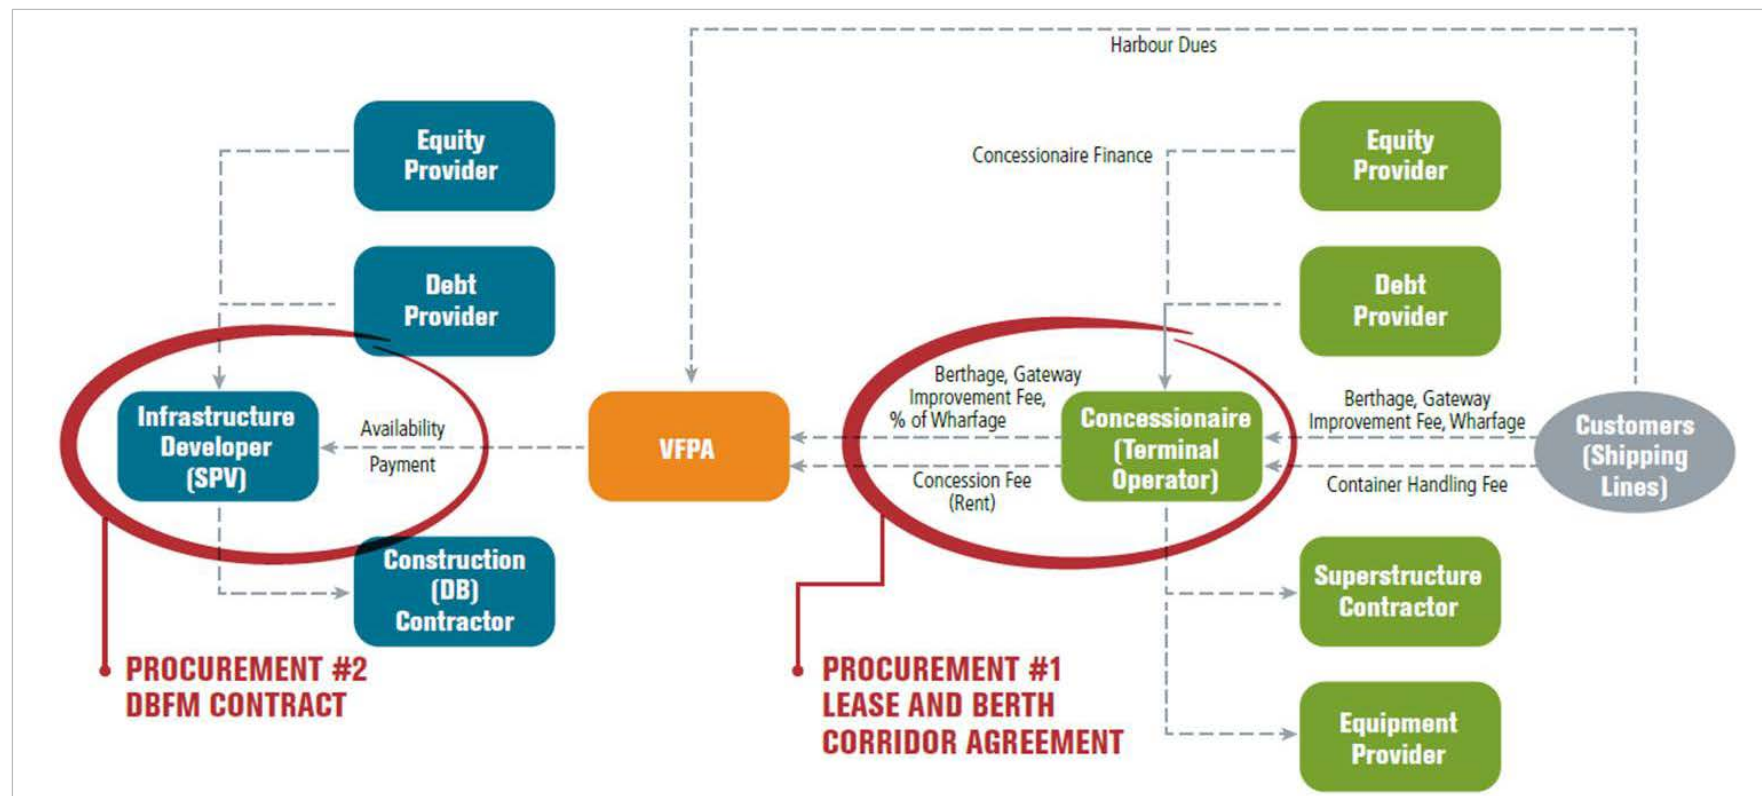 Harbour Dues
Equity
Provider
Concessionaire Finance
Equity
Provider
Debt
Provider
Debt
Provider
Infrastructure
Developer
(SPV)
Availability
Payment
VFPA
Berthage, Gateway
Improvement Fee,
% of Wharfage
Concession Fee
(Rent)
Concessionaire
(Terminal
Operator)
Berthage, Gateway
Improvement Fee, Wharfage
Container Handling Fee
Customers
(Shipping
Lines)
Construction
(DB)
Contractor
Superstructure
Contractor
PROCUREMENT #2
DBFM CONTRACT
PROCUREMENT #1
LEASE AND BERTH
CORRIDOR AGREEMENT
Equipment
Provider